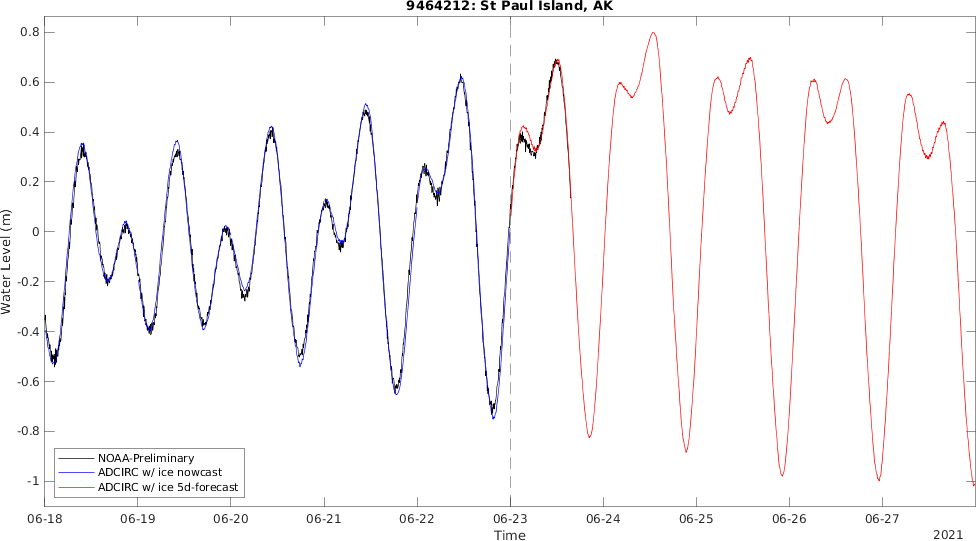 9464212: St Paul Island, AK
Water Level (m)
0.8
0.6
0.4
0.2
0
-0.2
-0.4
-0.6
-0.8
-1
NOAA-Preliminary
ADCIRC w/ ice nowcast
ADCIRC w/ ice 5d-forecast
06-18 06-19 06-20 06-21 06-22 06-23 06-24 06-25 06-26 06-27
Time
2021